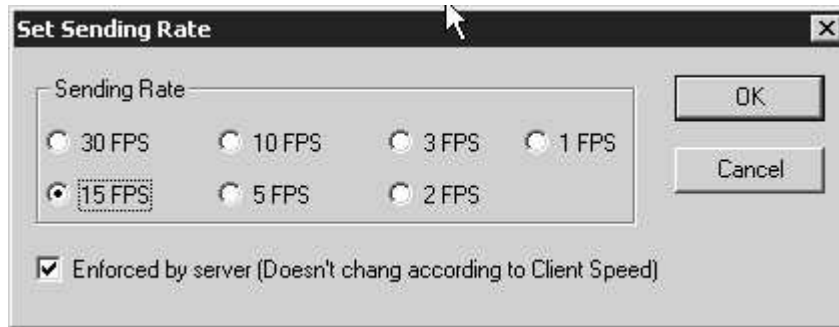 Set Sending Rate
Sending Rate
30 FPS 10 FPS 3 FPS 1 FPS
15 FPS 5 FPS 2 FPS
OK
Cancel
Enforced by server (Doesn't chang according to Client Speed)